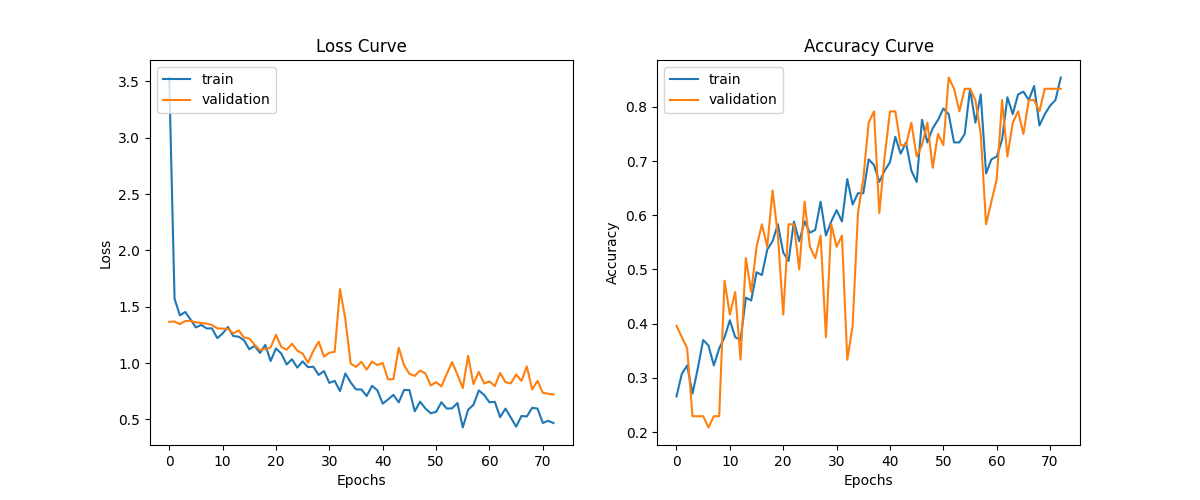 Loss Curve
train
validation
3.5
3.0
2.5
2.0
1.5
1.0
0.5
Loss
0 10 20 30 40 50 60 70
Epochs
Accuracy Curve
train
validation
0.8
0.7
0.6
0.5
0.4
0.3
0.2
Accuracy
0 10 20 30 40 50 60 70
Epochs